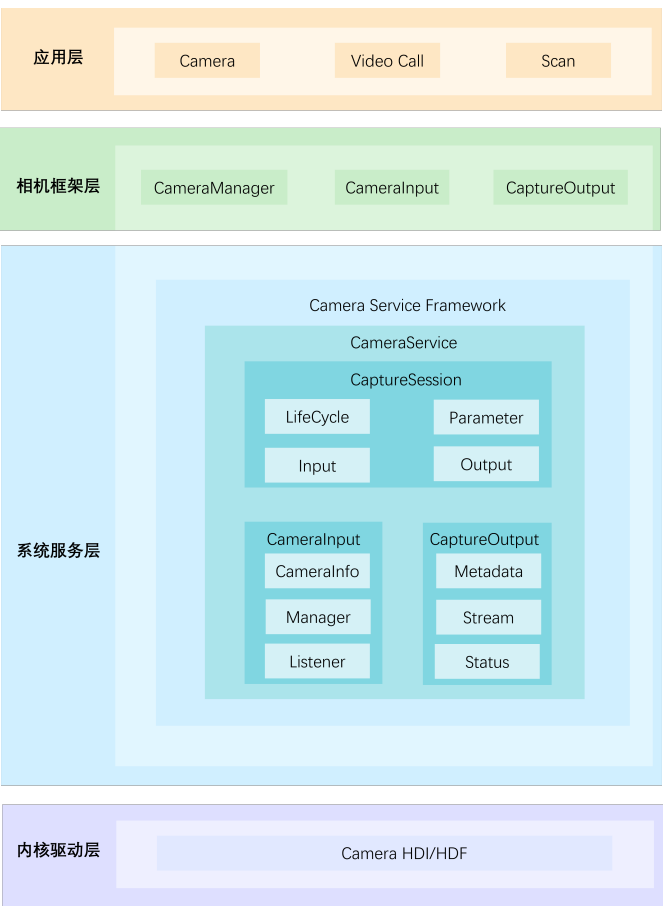 应用层
Camera
Video Call
Scan
相机框架层
CameraManager
CameraInput
CaptureOutput
系统服务层
Camera Service Framework
CameraService
CaptureSession
LifeCycle
Parameter
Input
Output
CameraInput
CameraInfo
Manager
Listener
CaptureOutput
Metadata
Stream
Status
内核驱动层
Camera HDI/HDF